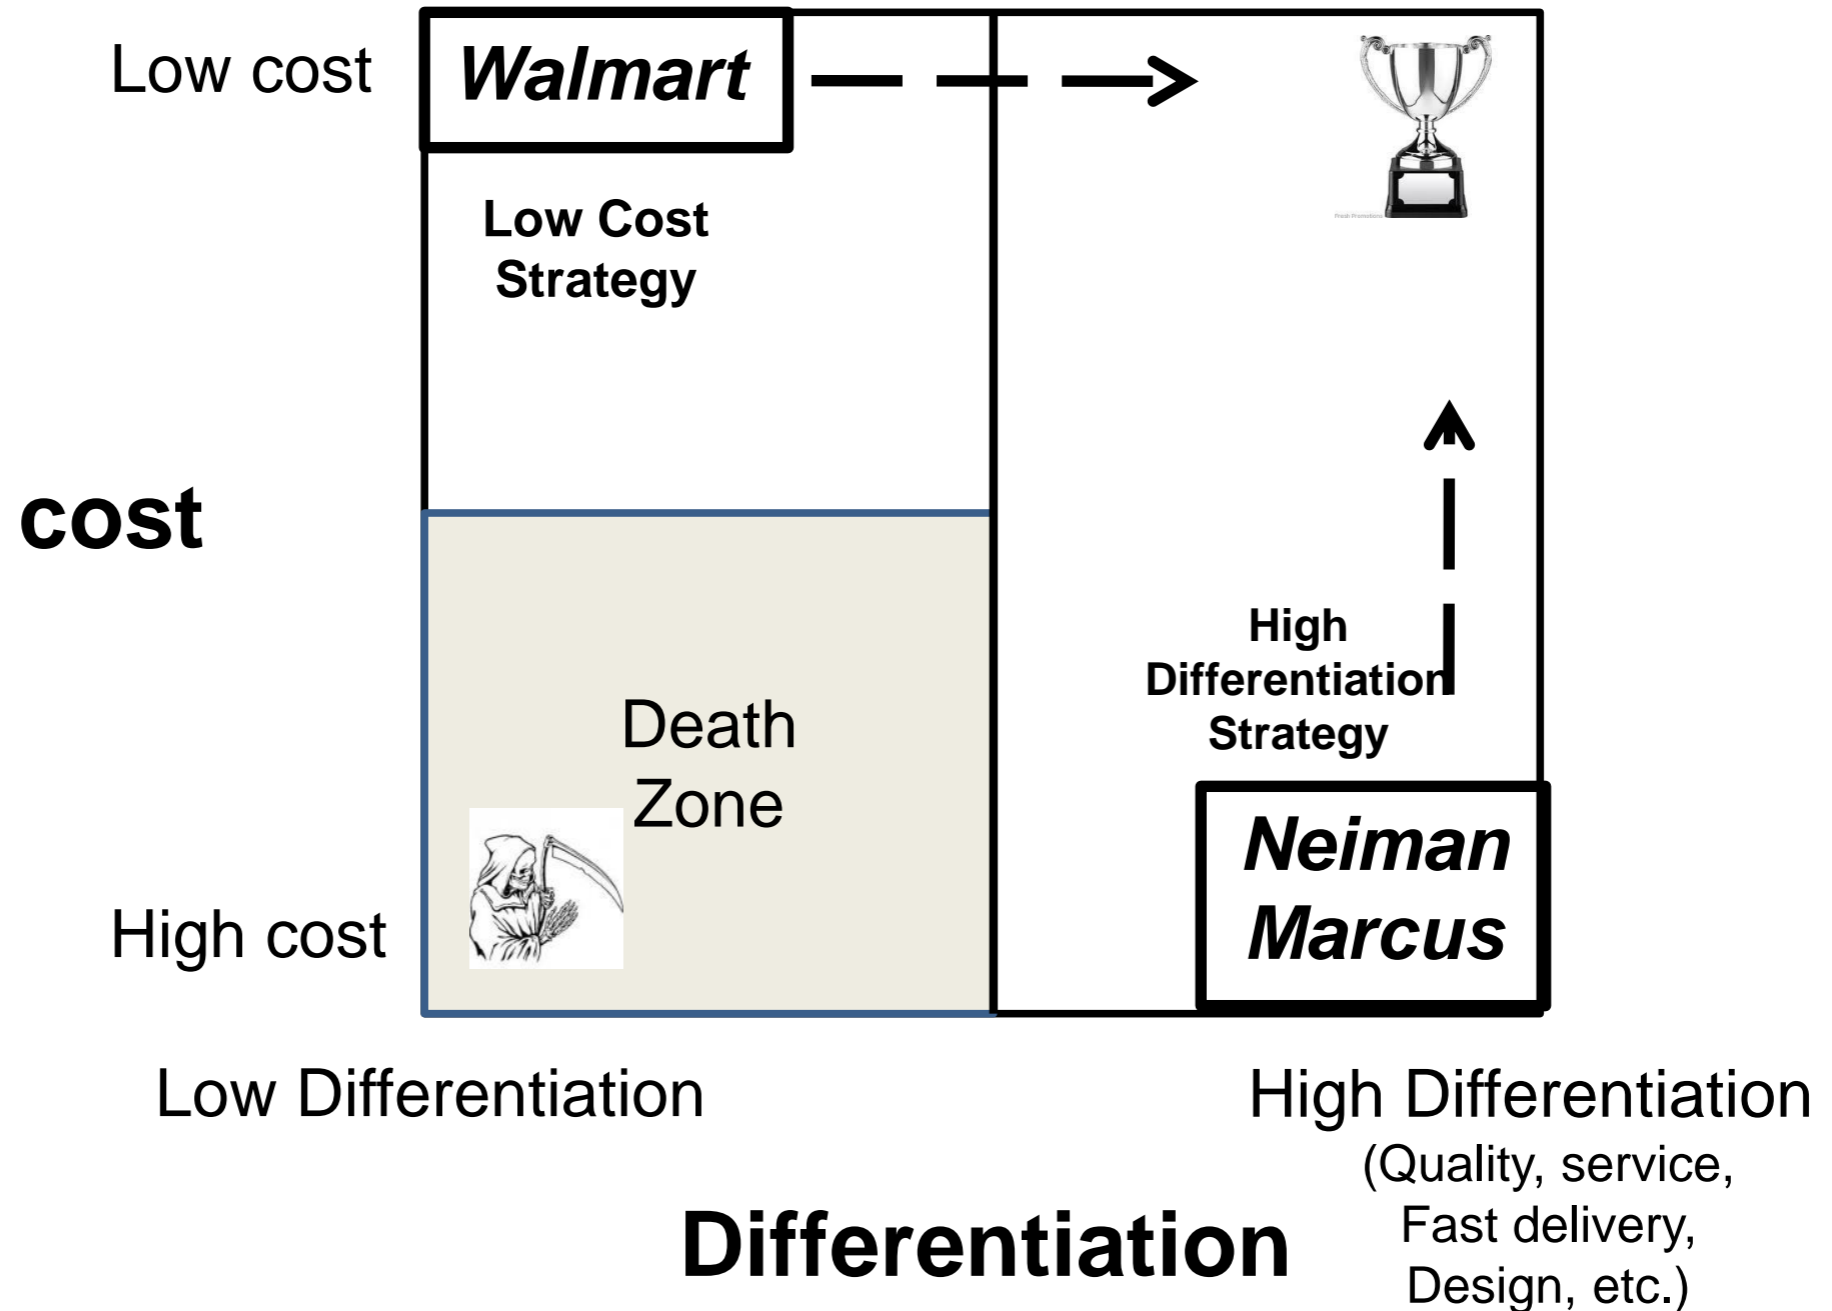 Low cost
Walmart
Low Cost
Strategy
cost
High
Differentiation
Strategy
Death
Zone
Neiman
Marcus
High cost
Low Differentiation
High Differentiation
(Quality, service,
Fast delivery,
Design, etc.)
Differentiation